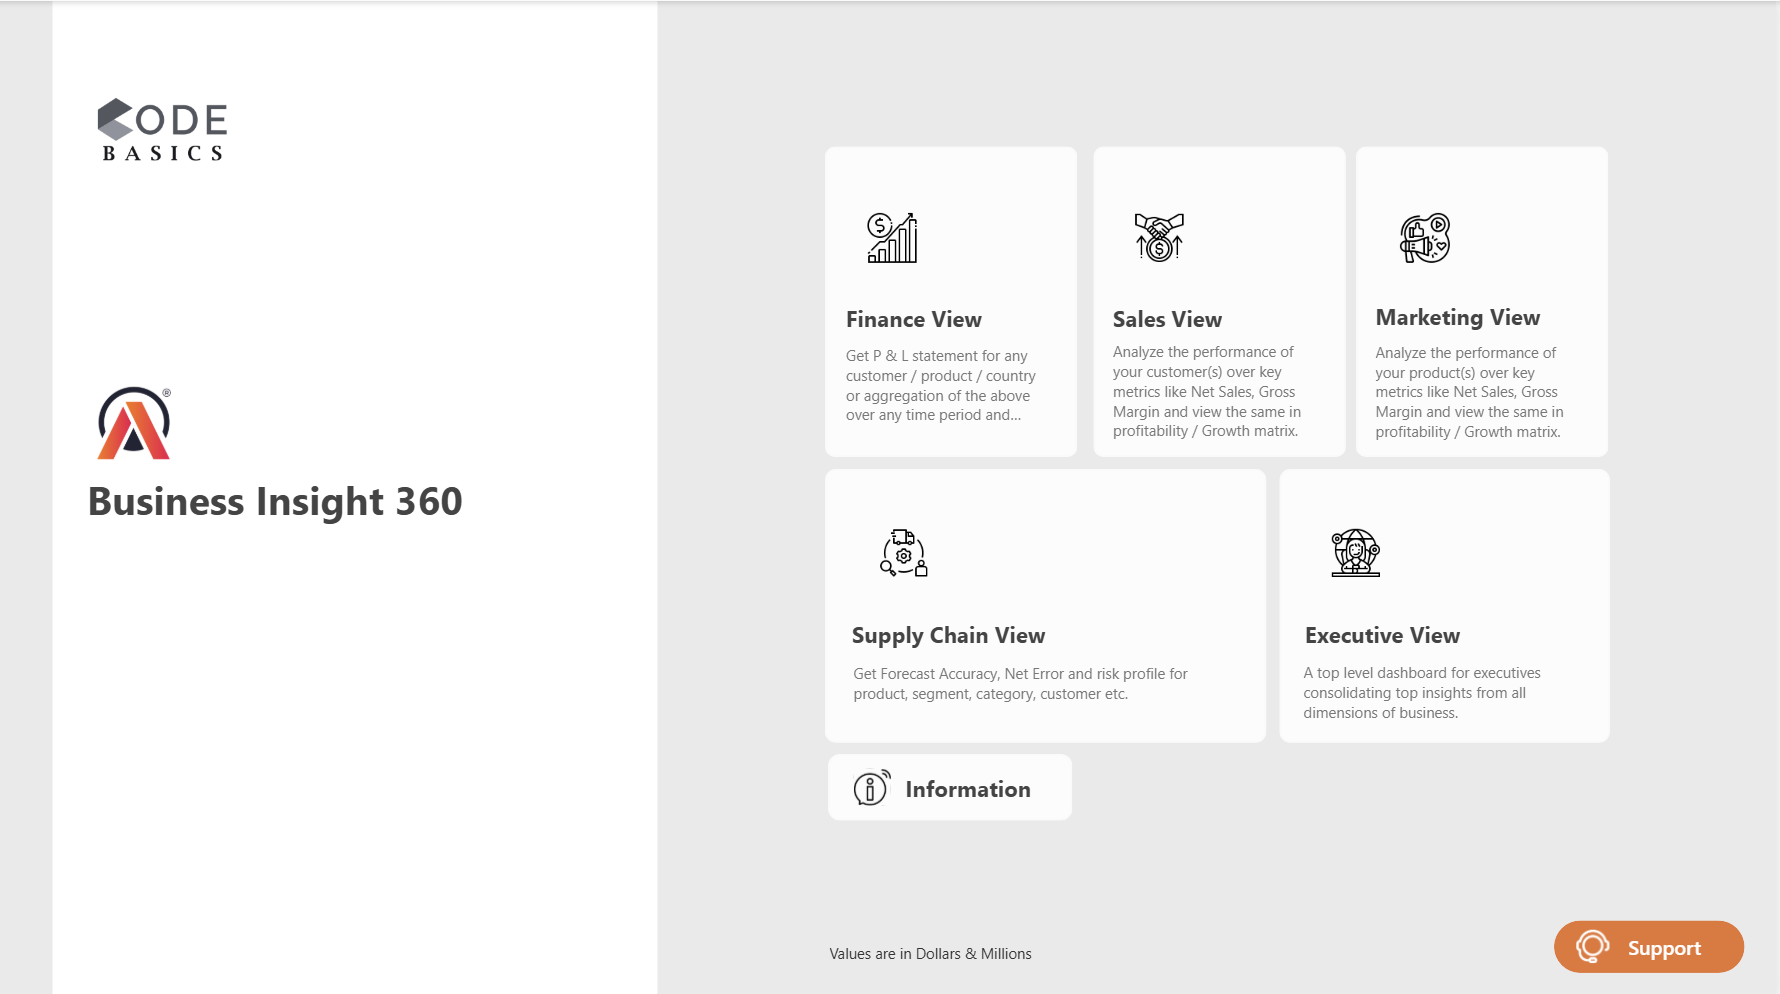 CODE
BASICS
®
Business Insight 360
Finance View
Get P & L statement for any
customer / product / country
or aggregation of the above
over any time period and...
Sales View
Analyze the performance of
your customer(s) over key
metrics like Net Sales, Gross
Margin and view the same in
profitability / Growth matrix.
Marketing View
Analyze the performance of
your product(s) over key
metrics like Net Sales, Gross
Margin and view the same in
profitability / Growth matrix.
Supply Chain View
Get Forecast Accuracy, Net Error and risk profile for
product, segment, category, customer etc.
Executive View
A top level dashboard for executives
consolidating top insights from all
dimensions of business.
Information
Values are in Dollars & Millions
Support